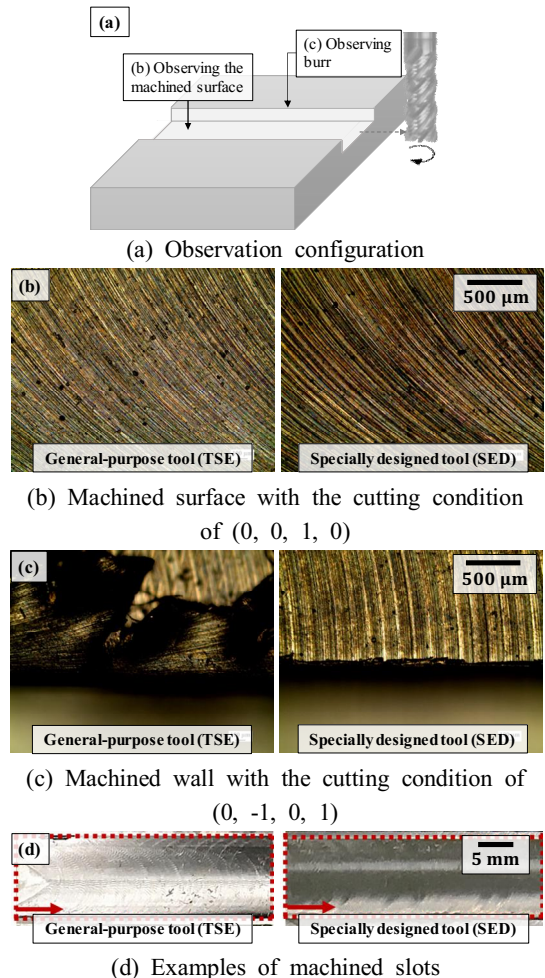 (a)
(c) Observing
burr
(b) Observing the
machined surface
(a) Observation configuration
(b)
500 μm
General-purpose tool (TSE)
Specially designed tool (SED)
(b) Machined surface with the cutting condition
of (0, 0, 1, 0)
(c)
500 μm
General-purpose tool (TSE)
Specially designed tool (SED)
(c) Machined wall with the cutting condition of
(0, -1, 0, 1)
(d)
5 mm
General-purpose tool (TSE)
Specially designed tool (SED)
(d) Examples of machined slots